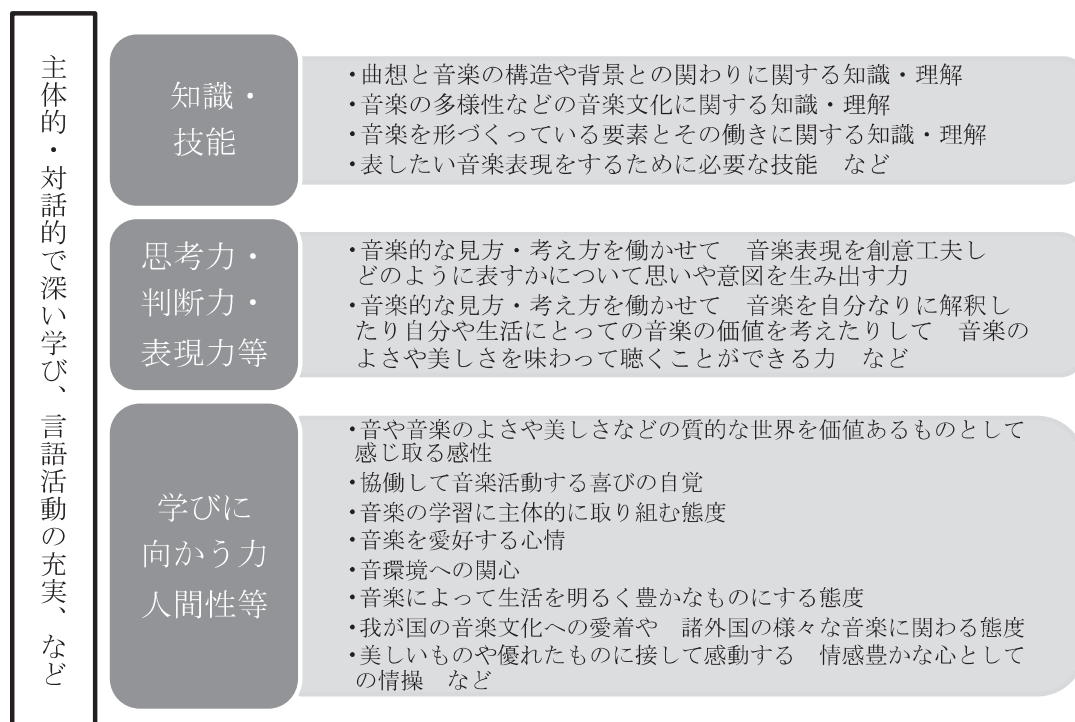 主体的・対話的で深い学び、言語活動の充実、など
知識・
技能
・曲想と音楽の構造や背景との関わりに関する知識・理解
・音楽の多様性などの音楽文化に関する知識・理解
・音楽を形づくっている要素とその働きに関する知識・理解
・表したい音楽表現をするために必要な技能　など
思考力・
判断力・
表現力等
・音楽的な見方・考え方を働かせて　音楽表現を創意工夫し
どのように表すかについて思いや意図を生み出す力
・音楽的な見方・考え方を働かせて　音楽を自分なりに解釈し
たり自分や生活にとっての音楽の価値を考えたりして　音楽の
よさや美しさを味わって聴くことができる力　など
学びに
向かう力
人間性等
・音や音楽のよさや美しさなどの質的な世界を価値あるものとして
感じ取る感性
・協働して音楽活動する喜びの自覚
・音楽の学習に主体的に取り組む態度
・音楽を愛好する心情
・音環境への関心
・音楽によって生活を明るく豊かなものにする態度
・我が国の音楽文化への愛着や　諸外国の様々な音楽に関わる態度
・美しいものや優れたものに接して感動する　情感豊かな心として
の情操　など